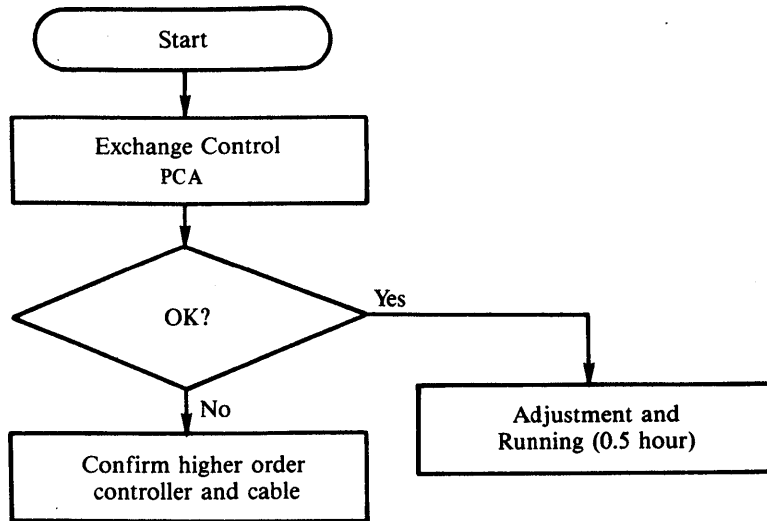 Start
Exchange Control
PCA
OK?
Yes
No
Adjustment and
Running (0.5 hour)
Confirm higher order
controller and cable